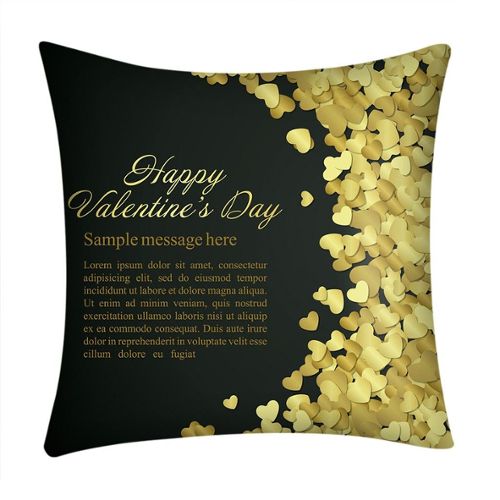 Happy
Valentine's Day
Sample message here
Lorem ipsum dolor sit amet, consectetur
adipisicing elit, sed do eiusmod tempor
incididunt ut labore et dolore magna aliqua.
Ut enim ad minim veniam, quis nostrud
exercitation ullamco laboris nisi ut aliquip
ex ea commodo consequat. Duis aute irure
dolor in reprehenderit in voluptate velit esse
cillum dolore eu fugiat